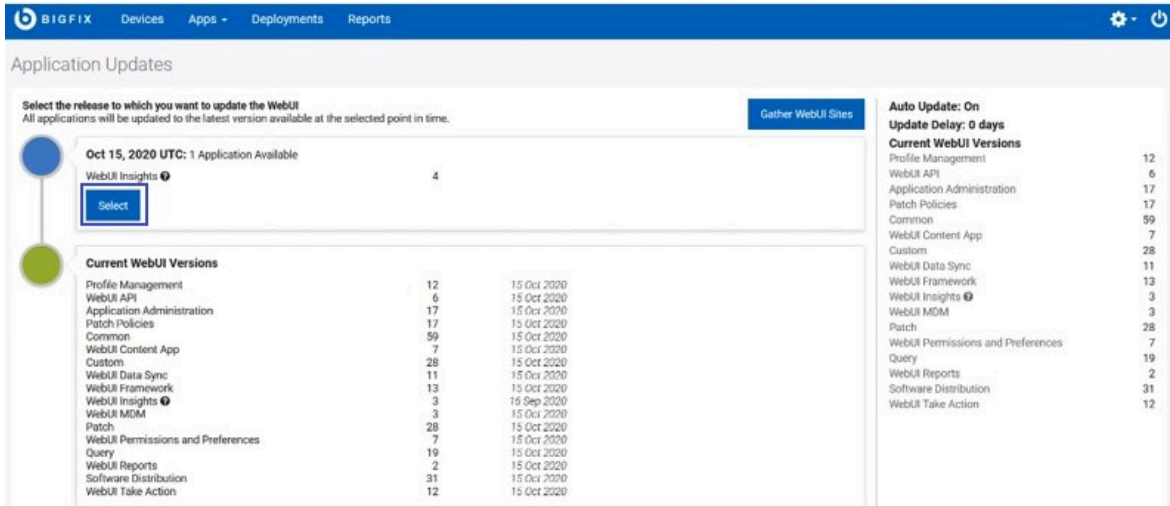 BIGFIX Devices Apps Deployments Reports
Application Updates
Select the release to which you want to update the WebUI
All applications will be updated to the latest version available at the selected point in time.
Gather WebUI Sites
Oct 15, 2020 UTC: 1 Application Available
WebUI Insights 4
Select
Current WebUI Versions
Profile Management 12 15 Oct 2020
WebUI API 6 15 Oct 2020
Application Administration 17 15 Oct 2020
Patch Policies 17 15 Oct 2020
Common 59 15 Oct 2020
WebUI Content App 7 15 Oct 2020
Custom 28 15 Oct 2020
WebUI Data Sync 11 15 Oct 2020
WebUI Framework 13 15 Oct 2020
WebUI Insights 3 16 Sep 2020
WebUI MDM 3 15 Oct 2020
Patch 28 15 Oct 2020
WebUI Permissions and Preferences 7 15 Oct 2020
Query 19 15 Oct 2020
WebUI Reports 2 15 Oct 2020
Software Distribution 31 15 Oct 2020
WebUI Take Action 12 15 Oct 2020
Auto Update: On
Update Delay: 0 days
Current WebUI Versions
Profile Management 12
WebUI API 6
Application Administration 17
Patch Policies 17
Common 59
WebUI Content App 7
Custom 28
WebUI Data Sync 11
WebUI Framework 13
WebUI Insights 3
WebUI MDM 3
Patch 28
WebUI Permissions and Preferences 7
Query 19
WebUI Reports 2
Software Distribution 31
WebUI Take Action 12